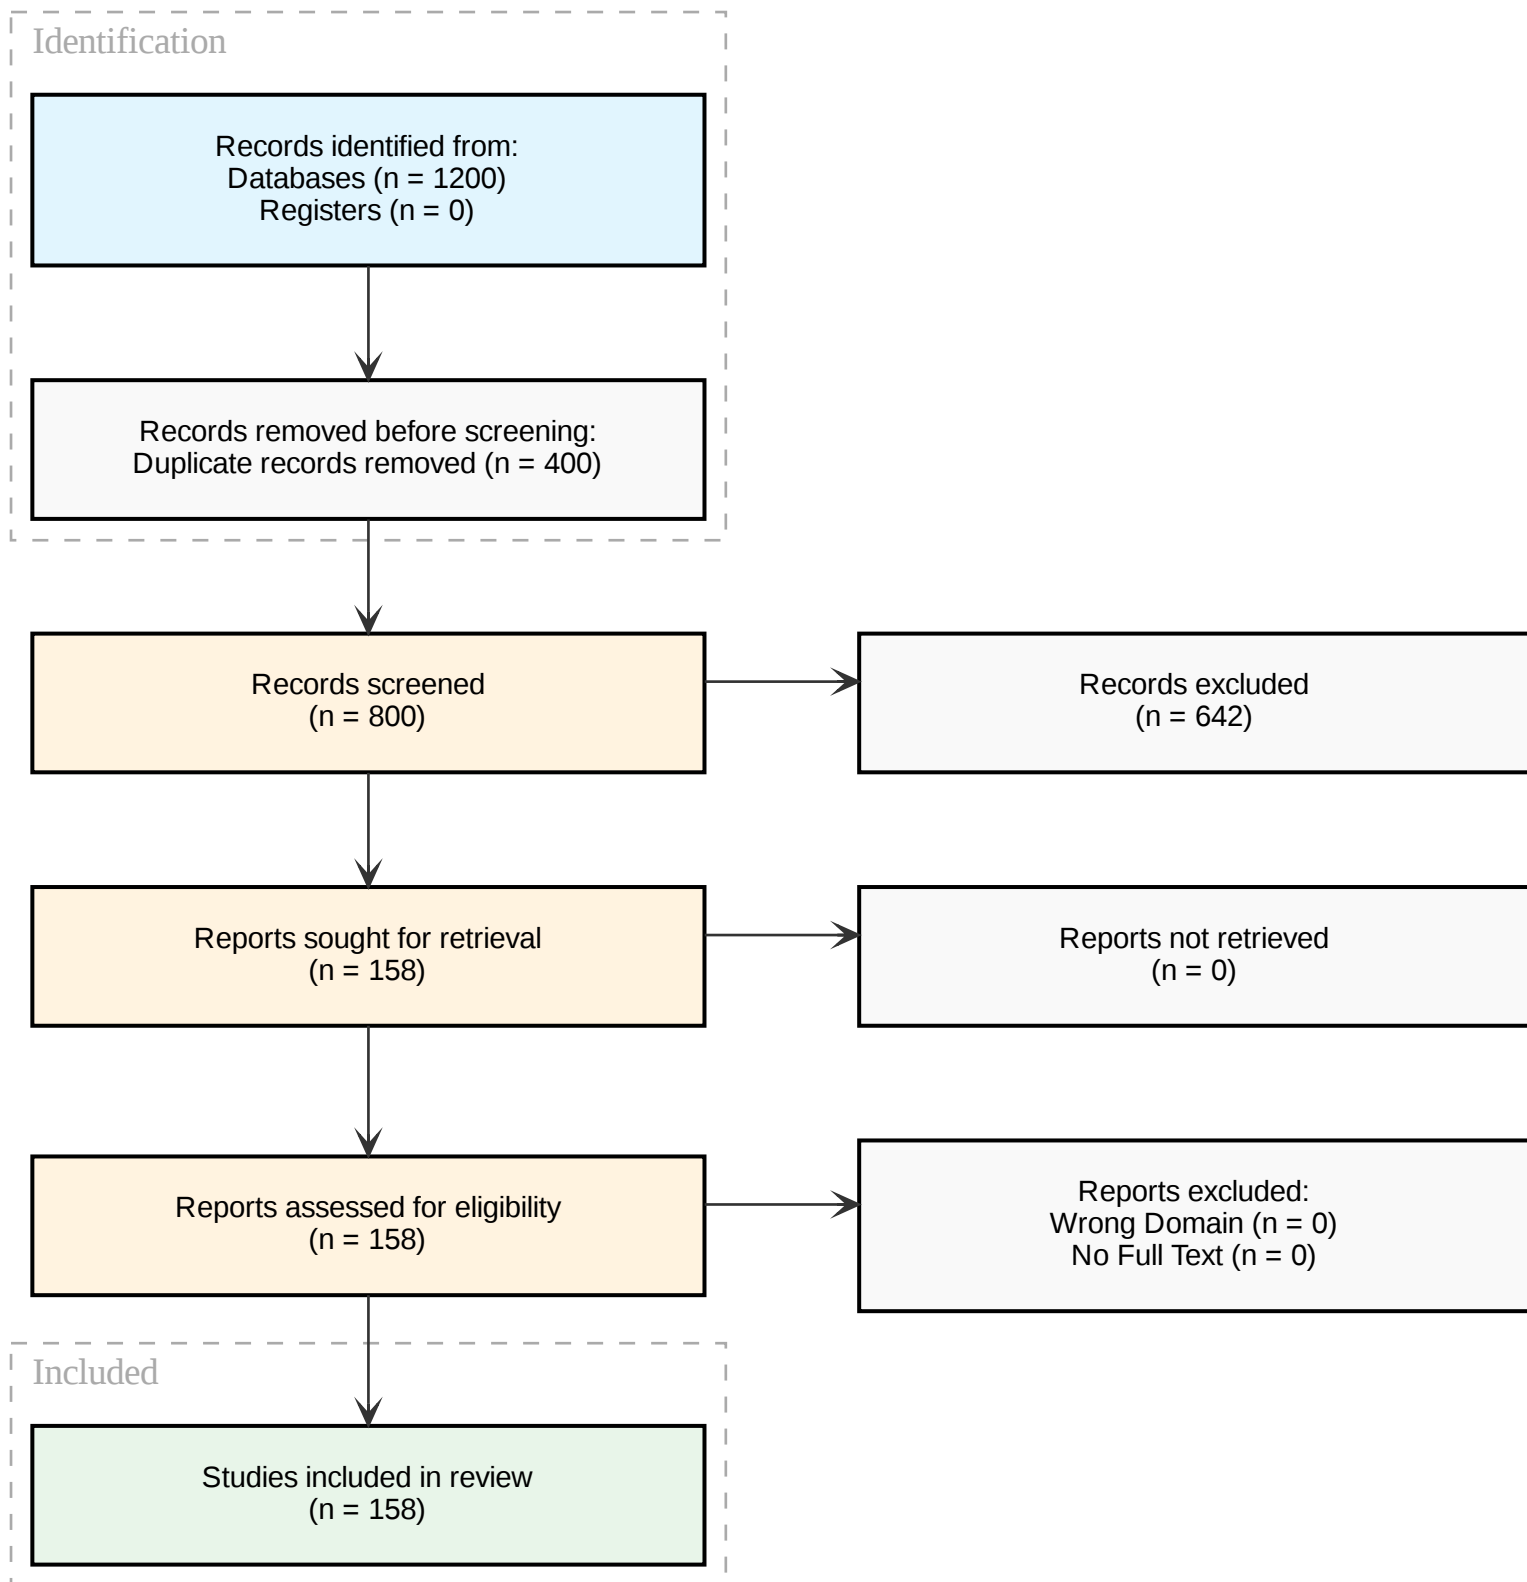 Identification
Records identified from:
Databases (n = 1200)
Registers (n = 0)
Records removed before screening:
Duplicate records removed (n = 400)
Records screened
(n = 800)
Records excluded
(n = 642)
Reports sought for retrieval
(n = 158)
Reports not retrieved
(n = 0)
Reports assessed for eligibility
(n = 158)
Reports excluded:
Wrong Domain (n = 0)
No Full Text (n = 0)
Included
Studies included in review
(n = 158)